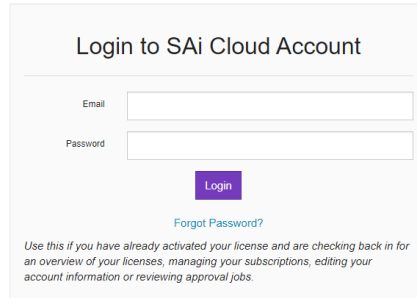 Login to SAi Cloud Account
Email
Password
Login
Forgot Password?
Use this if you have already activated your license and are checking back in for
an overview of your licenses, managing your subscriptions, editing your
account information or reviewing approval jobs.